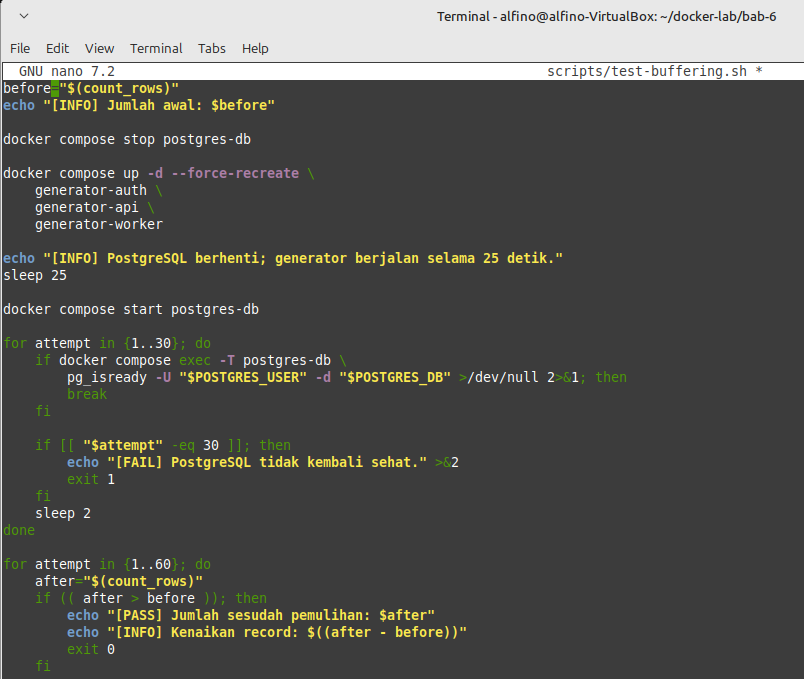 Terminal - alfino@alfino-VirtualBox: ~/docker-lab/bab-6
File Edit View Terminal Tabs Help
GNU nano 7.2 scripts/test-buffering.sh *
before="$(count_rows)"
echo "[INFO] Jumlah awal: $before"
docker compose stop postgres-db
docker compose up -d --force-recreate \
    generator-auth \
    generator-api \
    generator-worker
echo "[INFO] PostgreSQL berhenti; generator berjalan selama 25 detik."
sleep 25
docker compose start postgres-db
for attempt in {1..30}; do
    if docker compose exec -T postgres-db \
        pg_isready -U "$POSTGRES_USER" -d "$POSTGRES_DB" >/dev/null 2>&1; then
        break
    fi
    if [[ "$attempt" -eq 30 ]]; then
        echo "[FAIL] PostgreSQL tidak kembali sehat." >&2
        exit 1
    fi
    sleep 2
done
for attempt in {1..60}; do
    after="$(count_rows)"
    if (( after > before )); then
        echo "[PASS] Jumlah sesudah pemulihan: $after"
        echo "[INFO] Kenaikan record: $((after - before))"
        exit 0
    fi